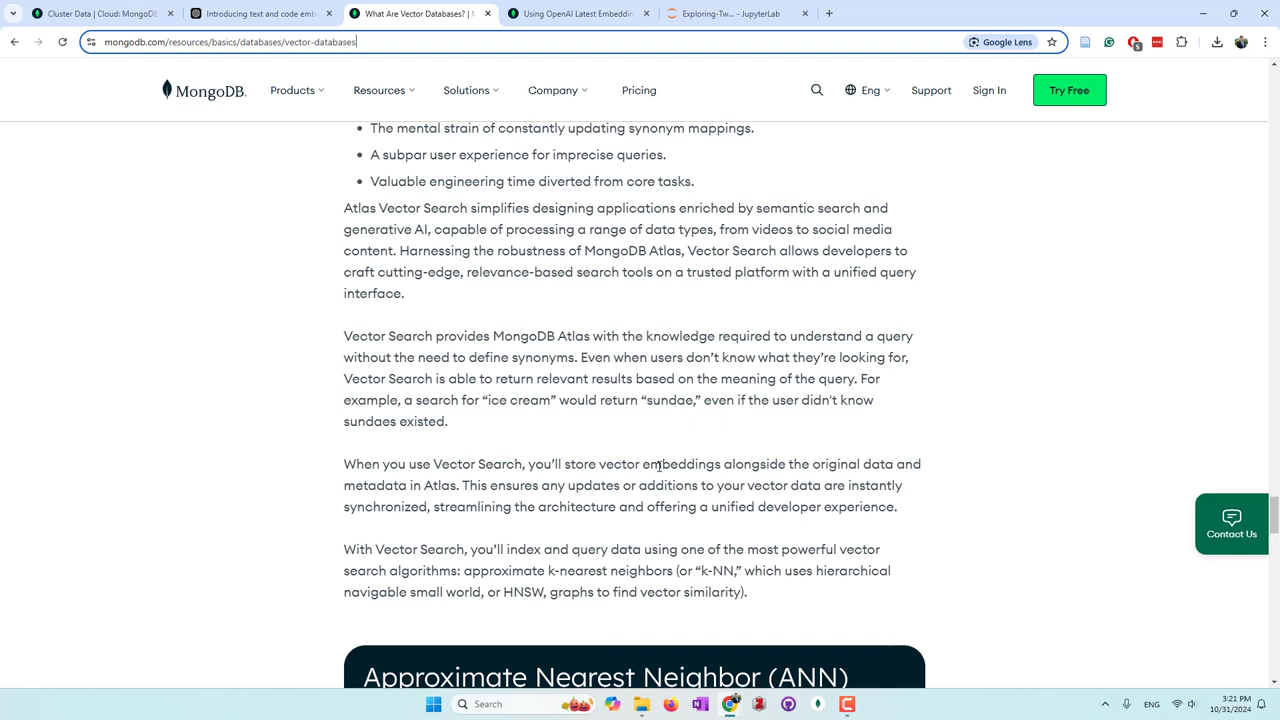 Cluster Data | Cloud: MongoDB
Introducing text and code emb
What Are Vector Databases? | M
Using OpenAI Latest Embeddin
Exploring-Tw... - JupyterLab
mongodb.com/resources/basics/databases/vector-databases
Google Lens
5
MongoDB.
Products
Resources
Solutions
Company
Pricing
Eng
Support
Sign In
Try Free
• The mental strain of constantly updating synonym mappings.
• A subpar user experience for imprecise queries.
• Valuable engineering time diverted from core tasks.
Atlas Vector Search simplifies designing applications enriched by semantic search and
generative AI, capable of processing a range of data types, from videos to social media
content. Harnessing the robustness of MongoDB Atlas, Vector Search allows developers to
craft cutting-edge, relevance-based search tools on a trusted platform with a unified query
interface.
Vector Search provides MongoDB Atlas with the knowledge required to understand a query
without the need to define synonyms. Even when users don’t know what they’re looking for,
Vector Search is able to return relevant results based on the meaning of the query. For
example, a search for “ice cream” would return “sundae,” even if the user didn't know
sundaes existed.
When you use Vector Search, you’ll store vector embeddings alongside the original data and
metadata in Atlas. This ensures any updates or additions to your vector data are instantly
synchronized, streamlining the architecture and offering a unified developer experience.
With Vector Search, you’ll index and query data using one of the most powerful vector
search algorithms: approximate k-nearest neighbors (or “k-NN,” which uses hierarchical
navigable small world, or HNSW, graphs to find vector similarity).
Contact Us
Approximate Nearest Neighbor (ANN)
Search
ENG
3:21 PM
10/31/2024